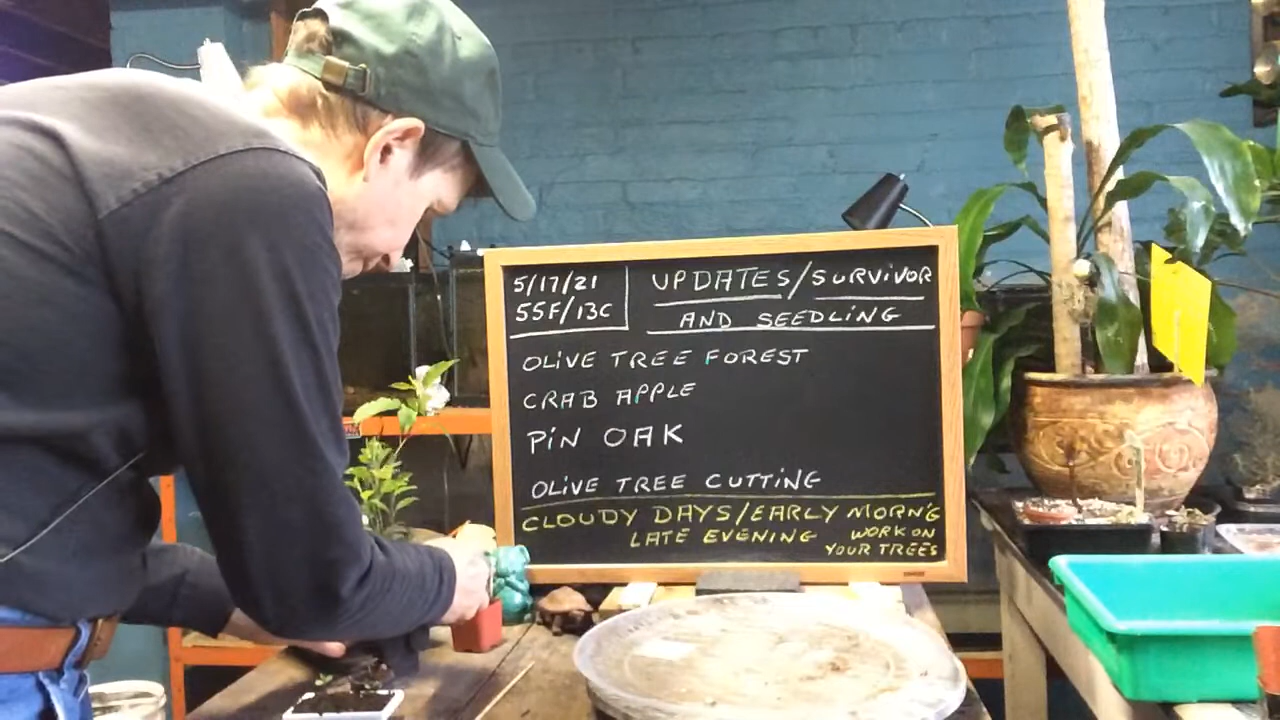 5/17/21
55F/13C
UPDATES/SURVIVOR
AND SEEDLING
OLIVE TREE FOREST
CRAB APPLE
PIN OAK
OLIVE TREE CUTTING
CLOUDY DAYS/EARLY MORN'G
LATE EVENING WORK ON
YOUR TREES